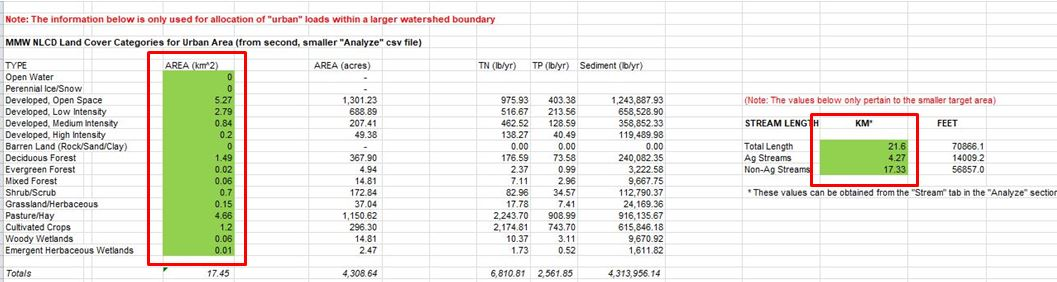 Note: The information below is only used for allocation of "urban" loads within a larger watershed boundary
MMW NLCD Land Cover Categories for Urban Area (from second, smaller "Analyze" csv file)
TYPE AREA (km^2) AREA (acres) TN (lb/yr) TP (lb/yr) Sediment (lb/yr)
Open Water 0 -
Perennial Ice/Snow 0 -
Developed, Open Space 5.27 1,301.23 975.93 403.38 1,243,887.93
Developed, Low Intensity 2.79 688.89 516.67 213.56 658,528.90
Developed, Medium Intensity 0.84 207.41 462.52 128.59 358,852.33
Developed, High Intensity 0.2 49.38 138.27 40.49 119,489.98
Barren Land (Rock/Sand/Clay) 0 - 0.00 0.00 0.00
Deciduous Forest 1.49 367.90 176.59 73.58 240,082.35
Evergreen Forest 0.02 4.94 2.37 0.99 3,222.58
Mixed Forest 0.06 14.81 7.11 2.96 9,667.75
Shrub/Scrub 0.7 172.84 82.96 34.57 112,790.37
Grassland/Herbaceous 0.15 37.04 17.78 7.41 24,169.36
Pasture/Hay 4.66 1,150.62 2,243.70 908.99 916,135.67
Cultivated Crops 1.2 296.30 2,174.81 743.70 615,846.18
Woody Wetlands 0.06 14.81 10.37 3.11 9,670.92
Emergent Herbaceous Wetlands 0.01 2.47 1.73 0.52 1,611.82
Totals 17.45 4,308.64 6,810.81 2,561.85 4,313,956.14
(Note: The values below only pertain to the smaller target area)
STREAM LENGTH KM* FEET
Total Length 21.6 70866.1
Ag Streams 4.27 14009.2
Non-Ag Streams 17.33 56857.0
* These values can be obtained from the "Stream" tab in the "Analyze" section